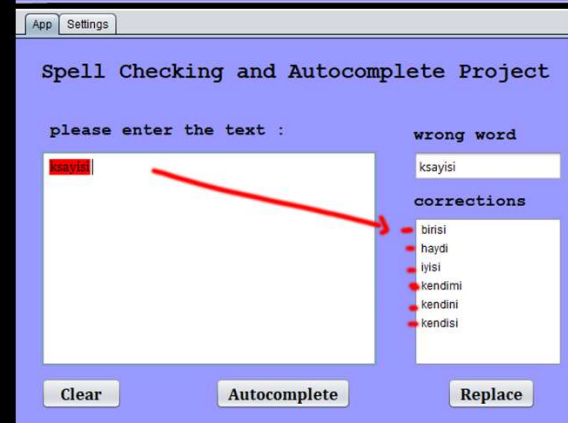 App Settings
Spell Checking and Autocomplete Project
please enter the text :
ksayisi
wrong word
ksayisi
corrections
birisi
haydi
iyisi
kendimi
kendini
kendisi
Clear Autocomplete Replace